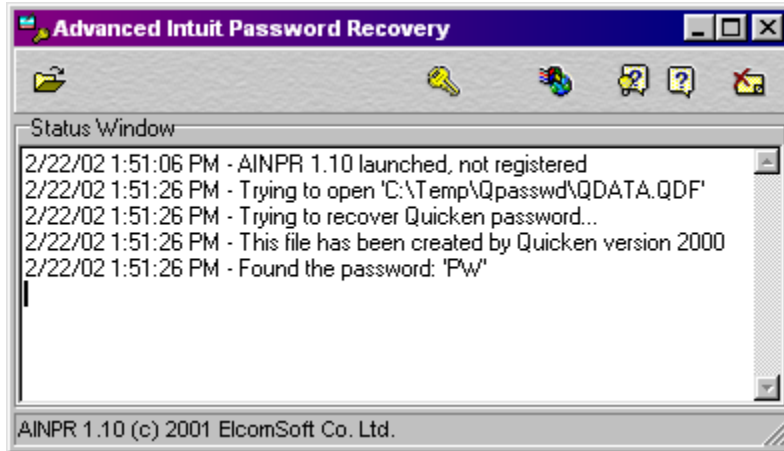 Advanced Intuit Password Recovery
Status Window
2/22/02 1:51:06 PM - AINPR 1.10 launched, not registered
2/22/02 1:51:26 PM - Trying to open 'C:\Temp\Qpasswd\QDATA.QDF'
2/22/02 1:51:26 PM - Trying to recover Quicken password...
2/22/02 1:51:26 PM - This file has been created by Quicken version 2000
2/22/02 1:51:26 PM - Found the password: 'PW'
AINPR 1.10 (c) 2001 ElcomSoft Co. Ltd.